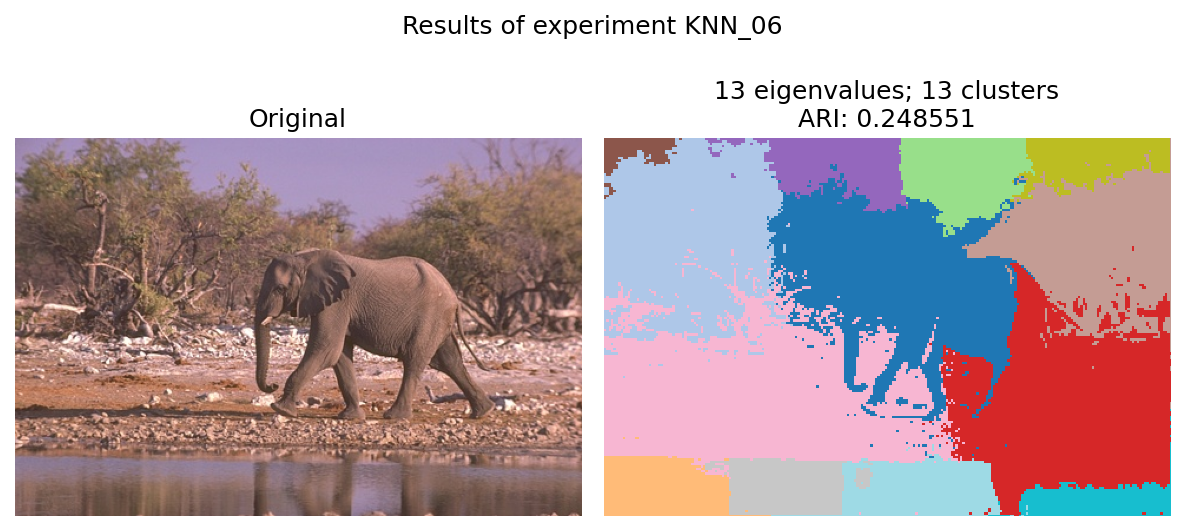 Results of experiment KNN_06
Original
13 eigenvalues; 13 clusters
ARI: 0.248551